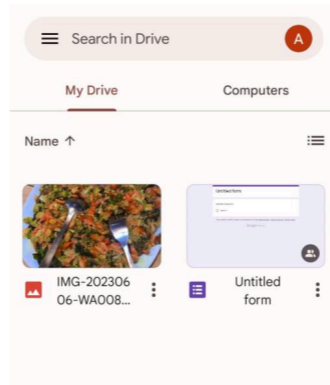 Search in Drive
A
My Drive
Computers
Name ↑
Untitled form
IMG-202306
06-WA008...
Untitled
form